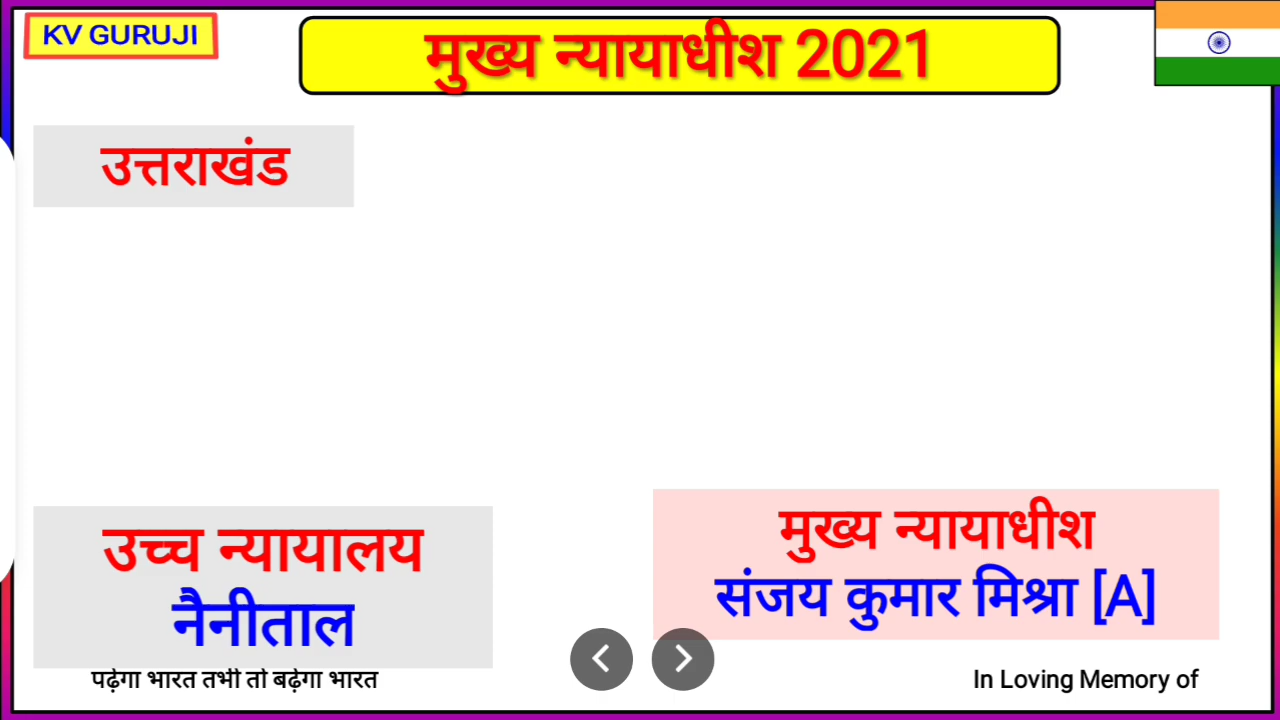 KV GURUJI
मुख्य न्यायाधीश 2021
उत्तराखंड
उच्च न्यायालय
नैनीताल
मुख्य न्यायाधीश
संजय कुमार मिश्रा [A]
पढ़ेगा भारत तभी तो बढ़ेगा भारत
In Loving Memory of